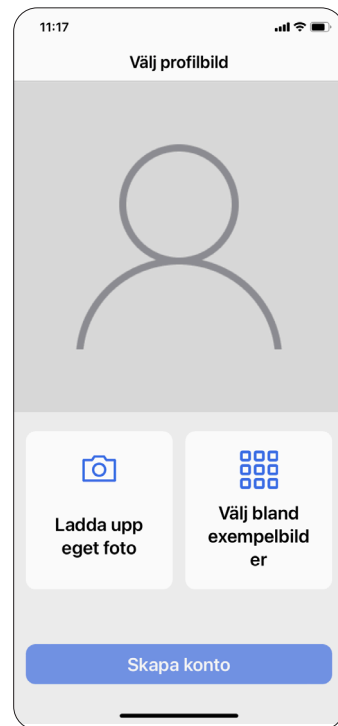 11:17
Välj profilbild
Ladda upp
eget foto
Välj bland
exempelbild
er
Skapa konto